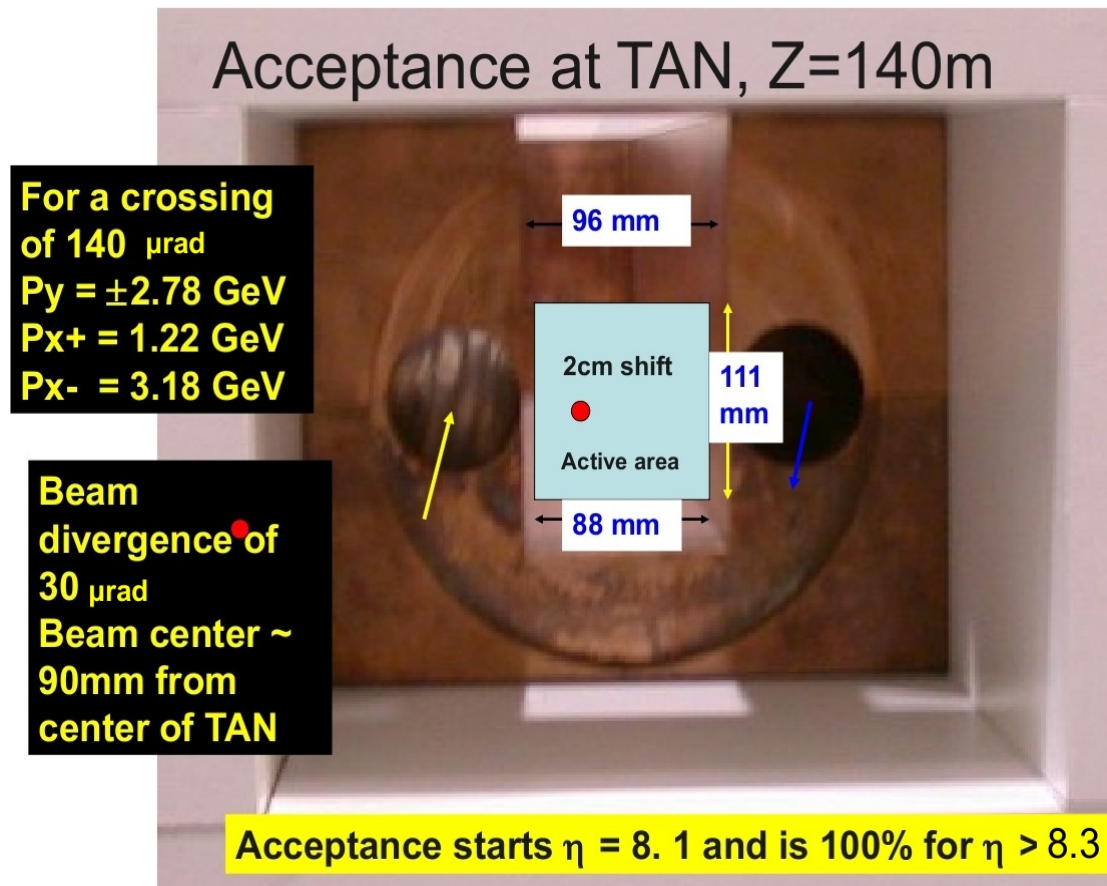 Acceptance at TAN, Z=140m
For a crossing
of 140 μrad
Py = ±2.78 GeV
Px+ = 1.22 GeV
Px- = 3.18 GeV
96 mm
2cm shift
111
mm
Active area
88 mm
Beam
divergence of
30 μrad
Beam center ~
90mm from
center of TAN
Acceptance starts η = 8. 1 and is 100% for η > 8.3